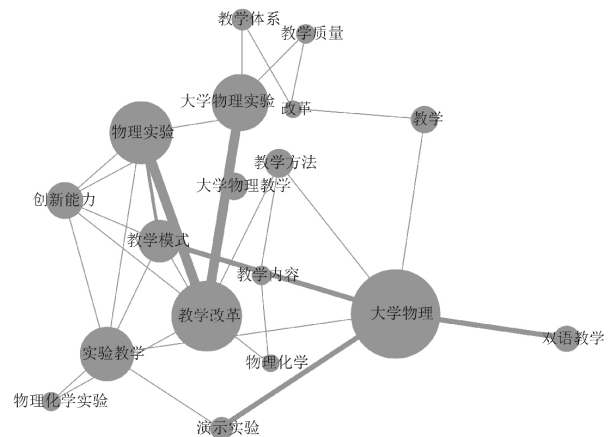 教学体系
教学质量
大学物理实验
改革
教学
物理实验
教学方法
大学物理教学
创新能力
教学模式
教学内容
教学改革
大学物理
双语教学
实验教学
物理化学
物理化学实验
演示实验